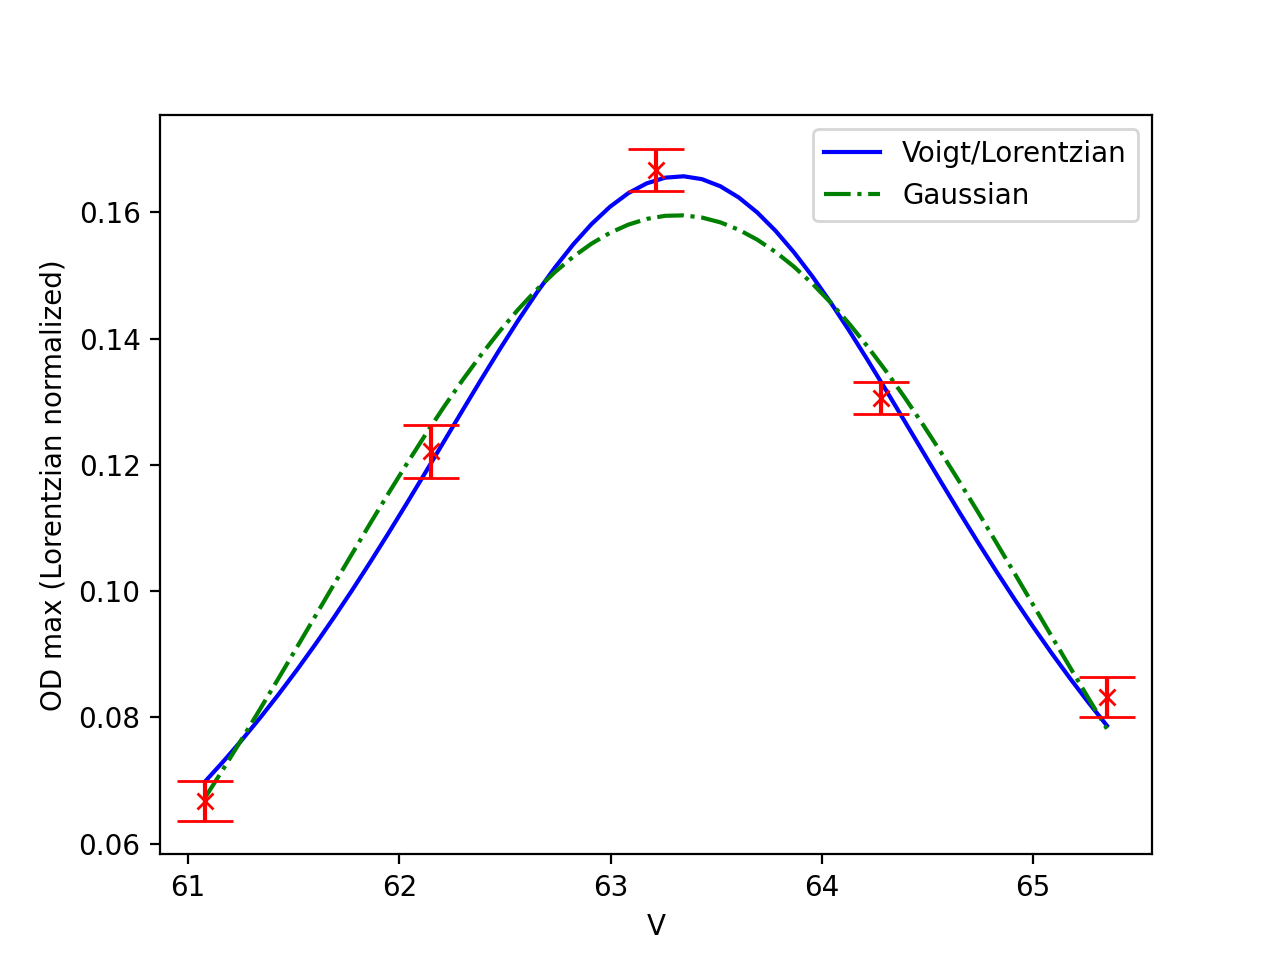 Voigt/Lorentzian
Gaussian
OD max (Lorentzian normalized)
0.16
0.14
0.12
0.10
0.08
0.06
61 62 63 64 65
V